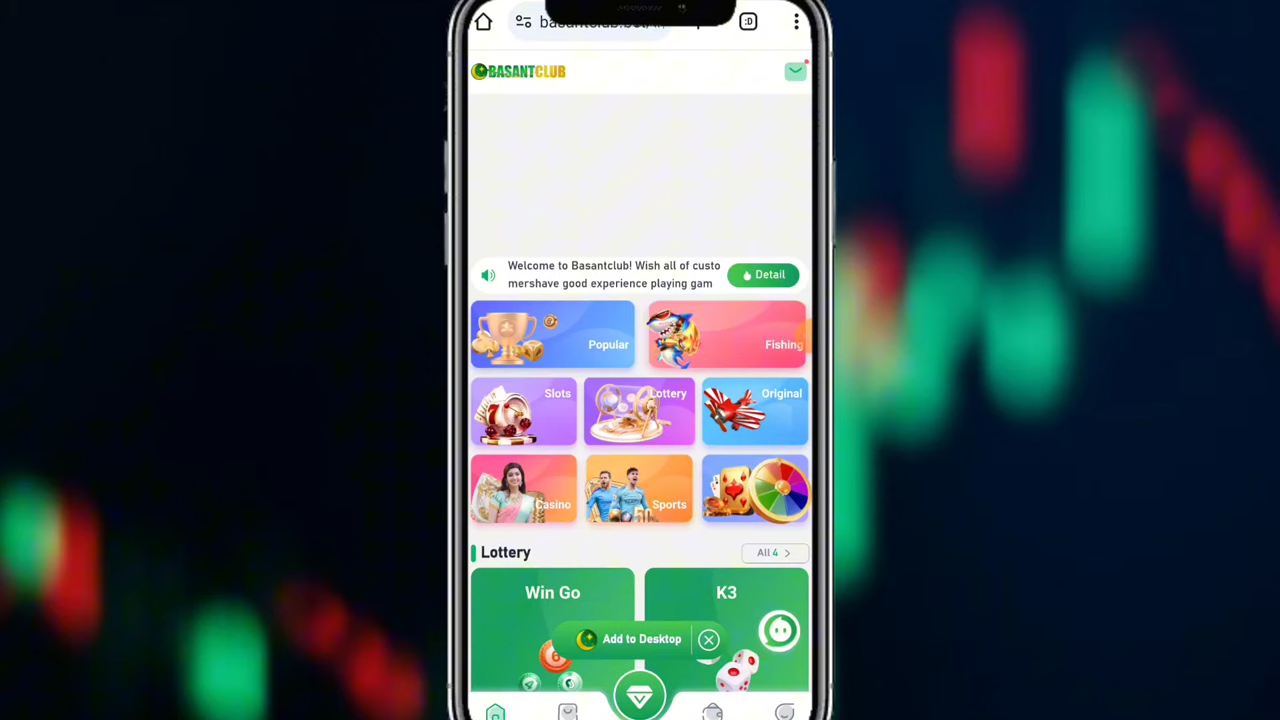 BASANTCLUB
Welcome to Basantclub! Wish all of custo
mershave good experience playing gam
Detail
Popular
Fishing
Slots
Lottery
Original
Casino
Sports
Lottery
All 4 >
Win Go
K3
Add to Desktop
6